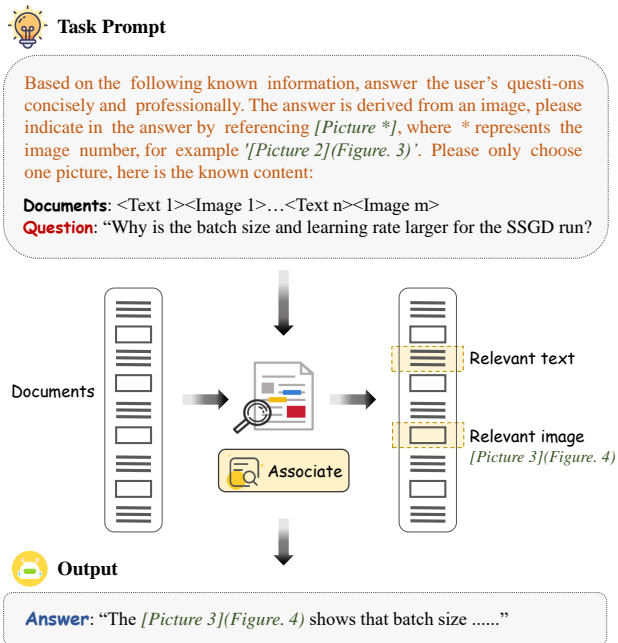 Task Prompt
Based on the following known information, answer the user's questi-ons
concisely and professionally. The answer is derived from an image, please
indicate in the answer by referencing [Picture *], where * represents the
image number, for example '[Picture 2](Figure. 3)'. Please only choose
one picture, here is the known content:
Documents: <Text 1><Image 1>…<Text n><Image m>
Question: “Why is the batch size and learning rate larger for the SSGD run?
Documents
Relevant text
Relevant image
[Picture 3](Figure. 4)
Associate
Output
Answer: “The [Picture 3](Figure. 4) shows that batch size ......”